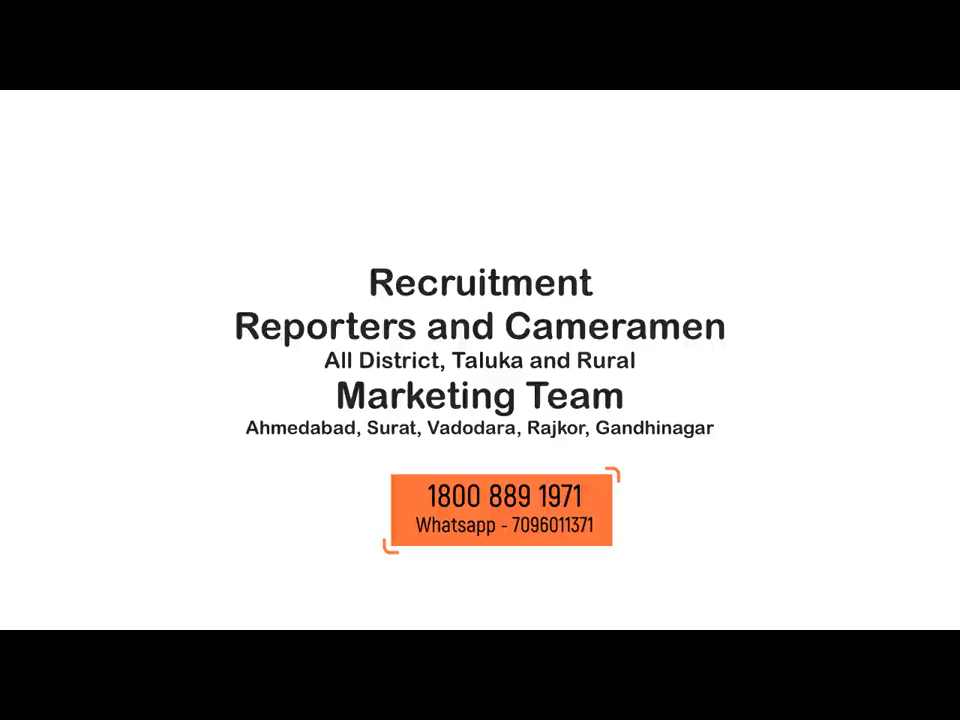 Recruitment
Reporters and Cameramen
All District, Taluka and Rural
Marketing Team
Ahmedabad, Surat, Vadodara, Rajkor, Gandhinagar
1800 889 1971
Whatsapp - 7096011371